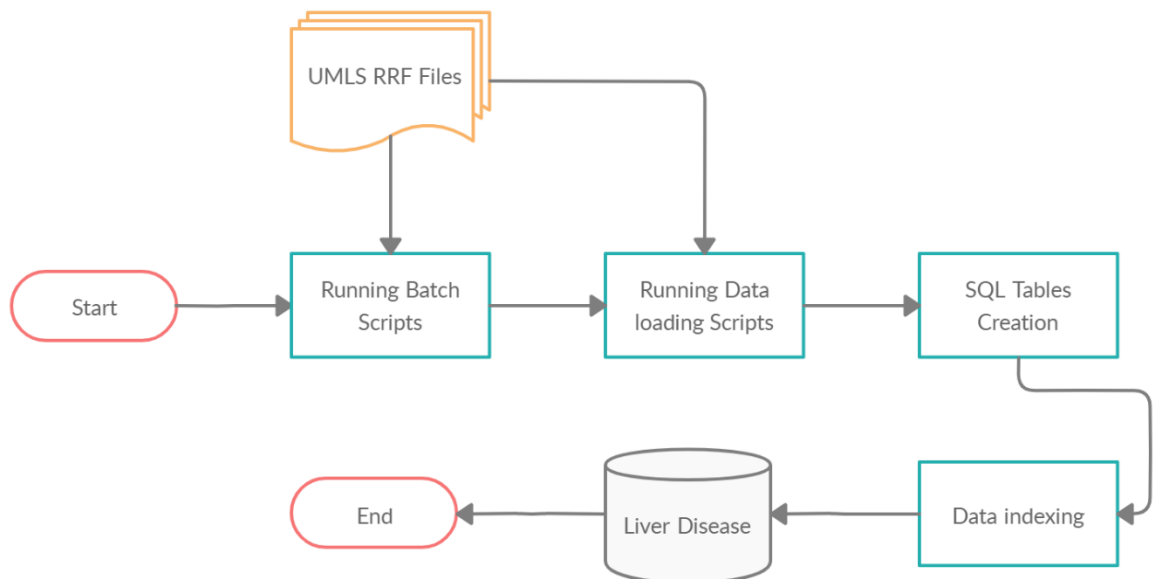 UMLS RRF Files
Start
Running Batch
Scripts
Running Data
loading Scripts
SQL Tables
Creation
End
Liver Disease
Data indexing